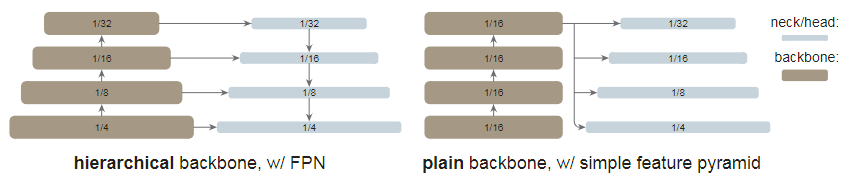 1/32 1/32 1/16 1/32 neck/head:
1/16 1/16 1/16 1/16 backbone:
1/8 1/8 1/16 1/8
1/4 1/4 1/16 1/4
hierarchical backbone, w/ FPN plain backbone, w/ simple feature pyramid